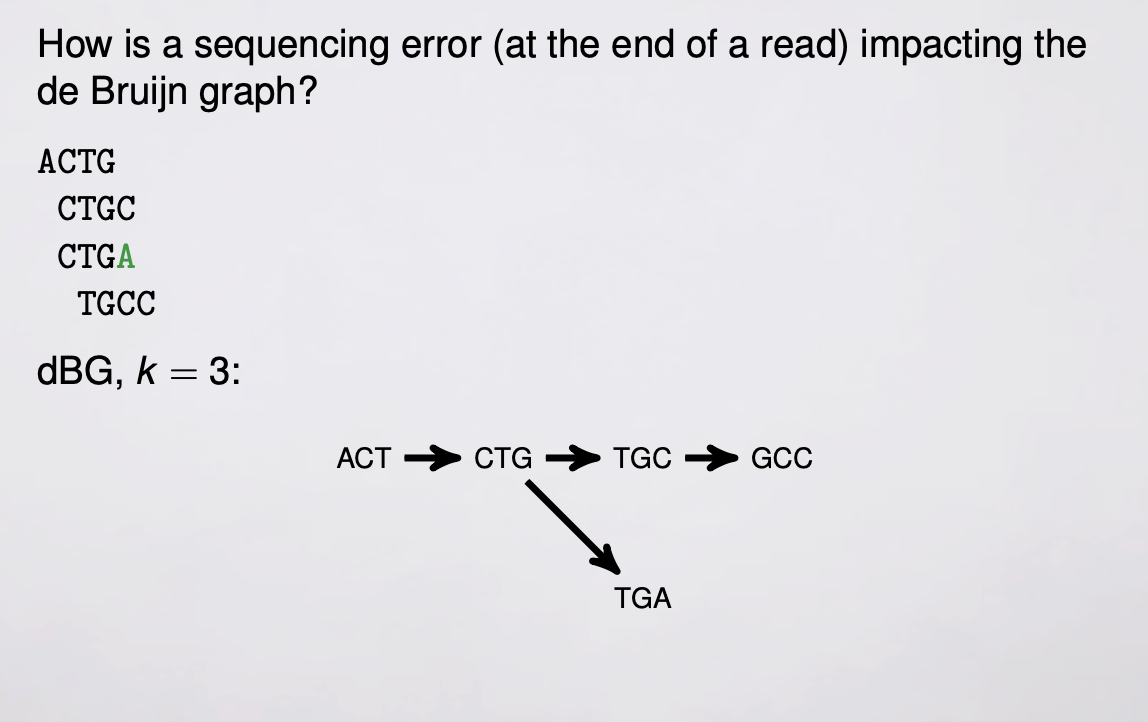 How is a sequencing error (at the end of a read) impacting the
de Bruijn graph?
ACTG
CTGC
CTGA
TGCC
dBG, k = 3:
ACT CTG TGC GCC
TGA